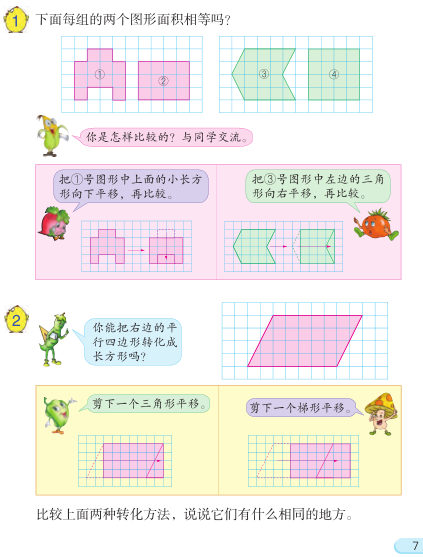 1
下面每组的两个图形面积相等吗？
①
②
③
④
你是怎样比较的？与同学交流。
把①号图形中上面的小长方
形向下平移，再比较。
把③号图形中左边的三角
形向右平移，再比较。
2
你能把右边的平
行四边形转化成
长方形吗？
剪下一个三角形平移。
剪下一个梯形平移。
比较上面两种转化方法，说说它们有什么相同的地方。
7